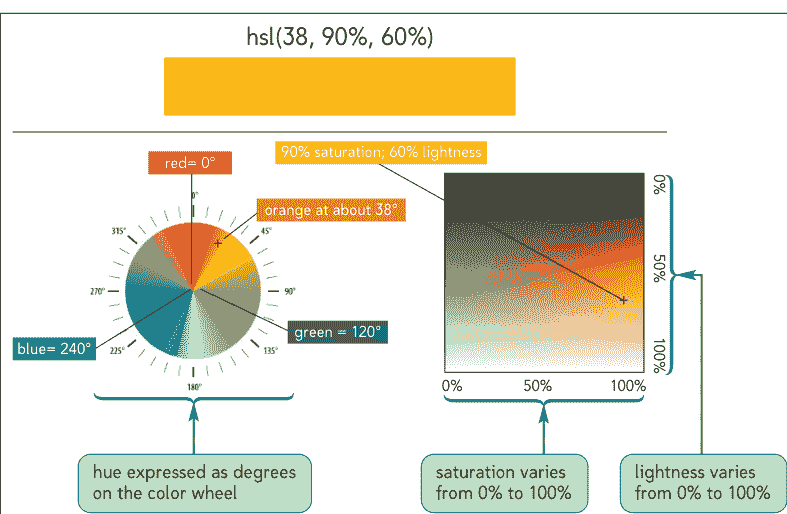 hsl(38, 90%, 60%)
90% saturation; 60% lightness
red= 0°
0°
orange at about 38°
315°
45°
270°
90°
green = 120°
blue= 240°
225°
135°
180°
0%
50%
100%
0%
50%
100%
hue expressed as degrees
on the color wheel
saturation varies
from 0% to 100%
lightness varies
from 0% to 100%